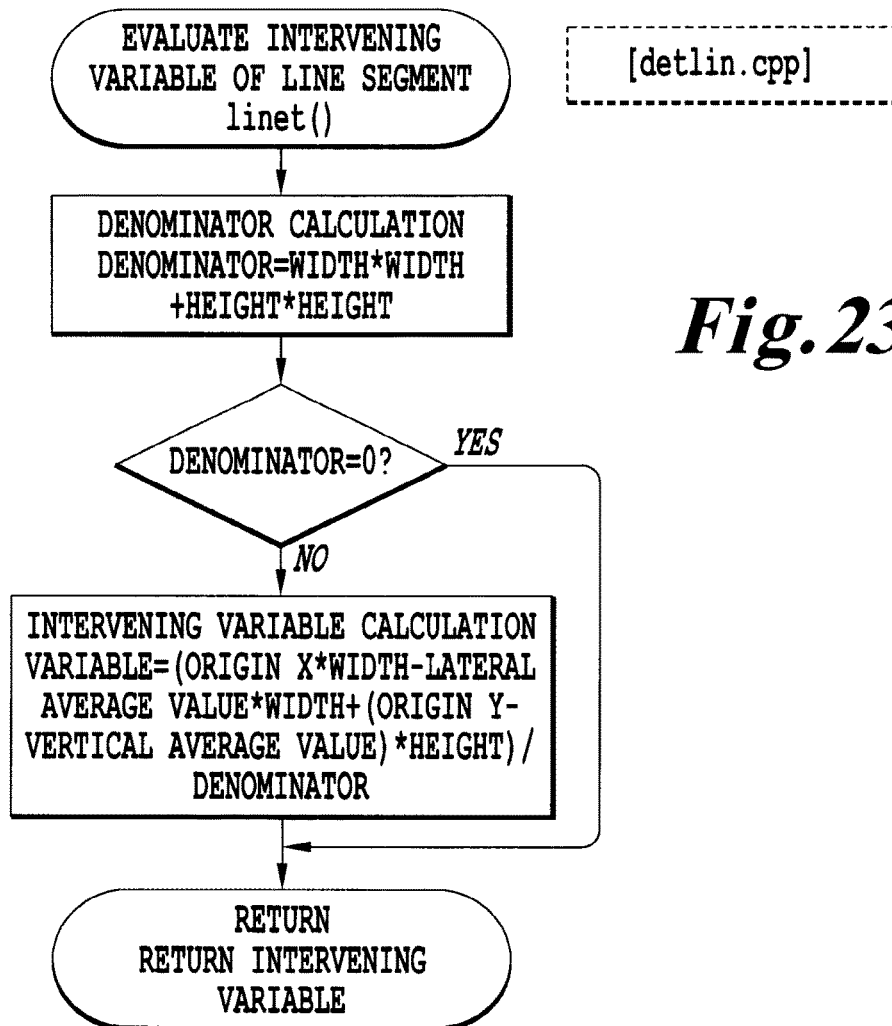 EVALUATE INTERVENING
VARIABLE OF LINE SEGMENT
linet()
[detlin.cpp]
DENOMINATOR CALCULATION
DENOMINATOR=WIDTH*WIDTH
+HEIGHT*HEIGHT
Fig. 23
DENOMINATOR=0?
YES
NO
INTERVENING VARIABLE CALCULATION
VARIABLE=(ORIGIN X*WIDTH-LATERAL
AVERAGE VALUE*WIDTH+(ORIGIN Y-
VERTICAL AVERAGE VALUE)*HEIGHT)/
DENOMINATOR
RETURN
RETURN INTERVENING
VARIABLE